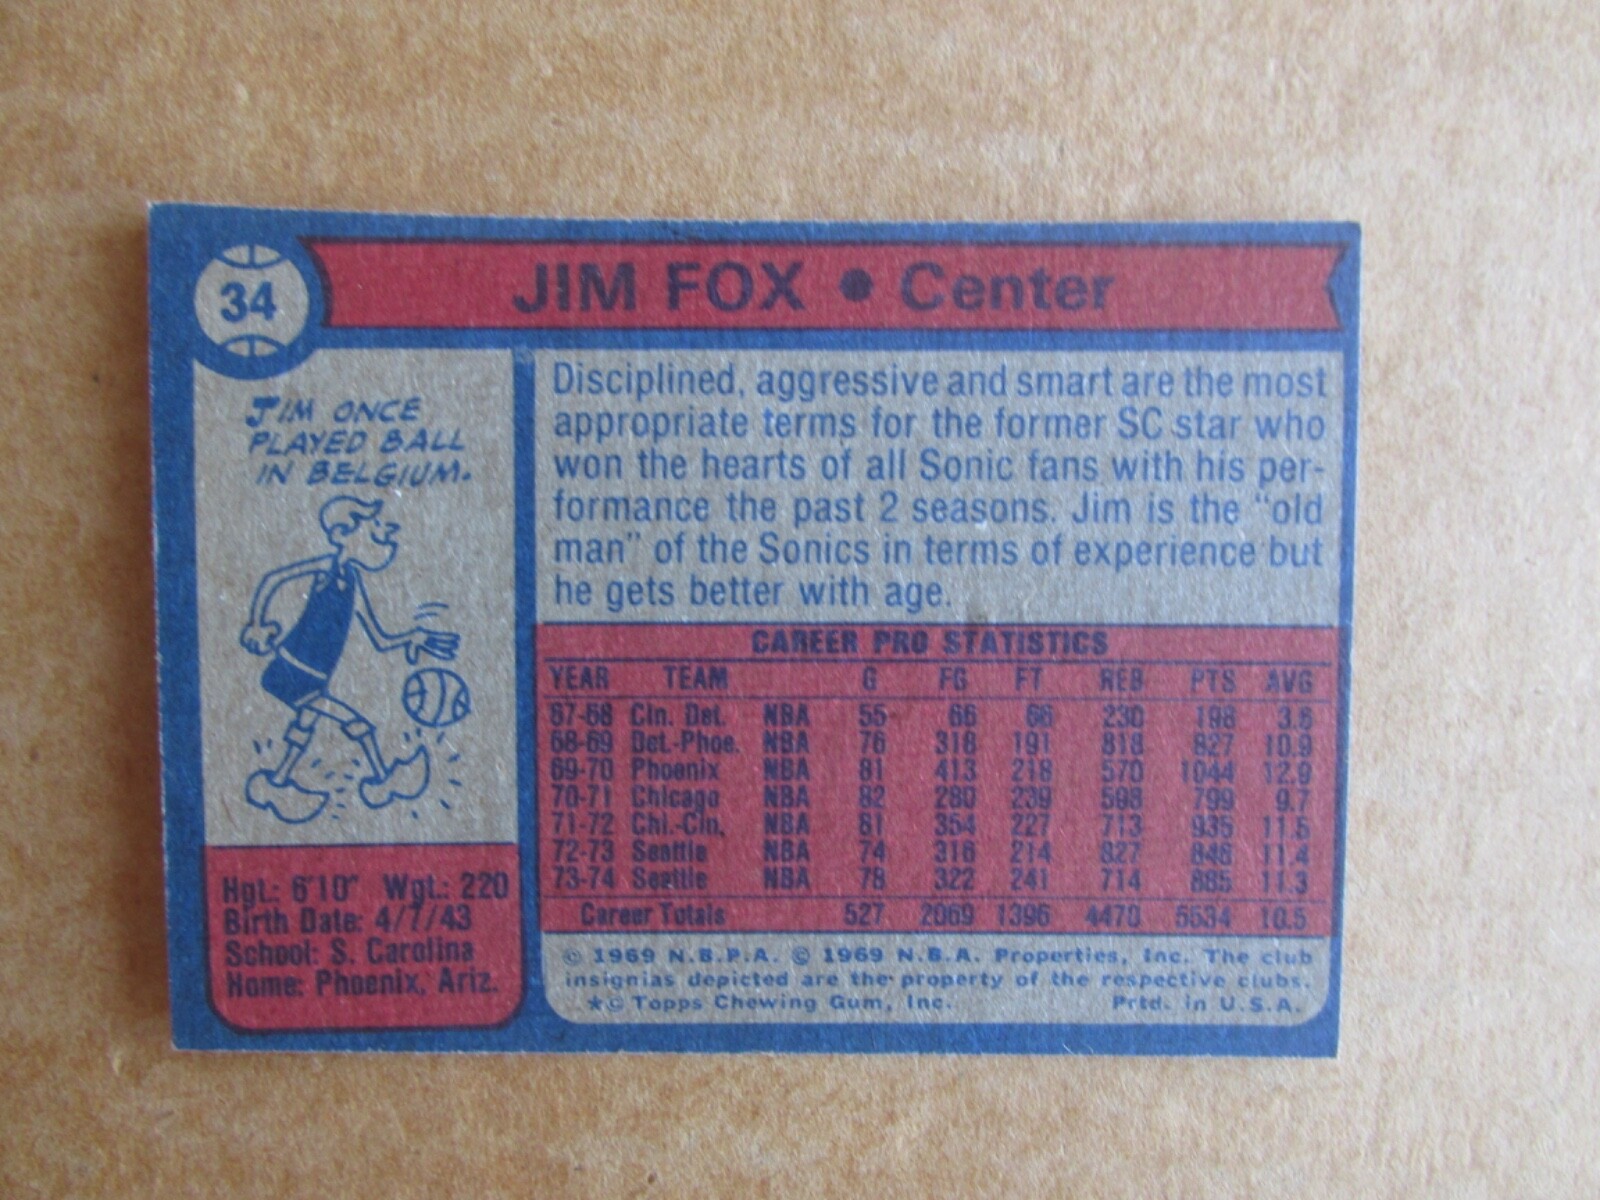 34
JIM FOX • Center
JIM ONCE
PLAYED BALL
IN BELGIUM.
Hgt.: 6'10" Wgt.: 220
Birth Date: 4/7/43
School: S. Carolina
Home: Phoenix, Ariz.
Disciplined, aggressive and smart are the most
appropriate terms for the former SC star who
won the hearts of all Sonic fans with his per-
formance the past 2 seasons. Jim is the "old
man" of the Sonics in terms of experience but
he gets better with age.
CAREER PRO STATISTICS
YEAR TEAM G FG FT REB PTS AVG
67-68 Cin. Det. NBA 55 66 66 230 198 3.6
68-69 Det.-Phoe. NBA 76 318 191 818 827 10.9
69-70 Phoenix NBA 81 413 218 570 1044 12.9
70-71 Chicago NBA 82 280 239 598 799 9.7
71-72 Chi.-Cin. NBA 81 354 227 713 935 11.5
72-73 Seattle NBA 74 316 214 827 846 11.4
73-74 Seattle NBA 78 322 241 714 885 11.3
Career Totals 527 2069 1396 4470 5534 10.5
© 1969 N.B.P.A. © 1969 N.B.A. Properties, Inc. The club
insignias depicted are the property of the respective clubs.
*© Topps Chewing Gum, Inc. Prtd. in U.S.A.